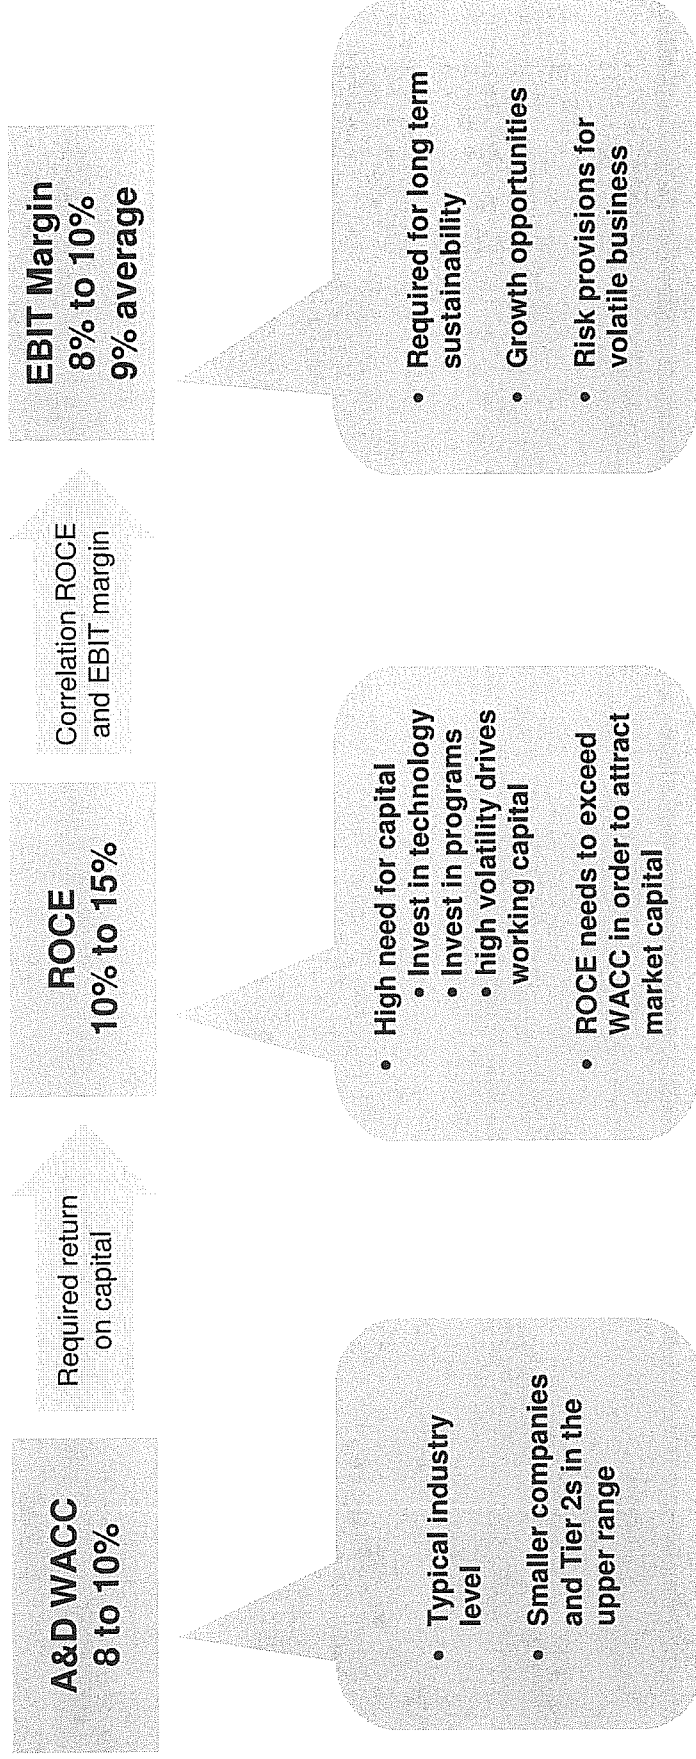 A&D WACC
8 to 10%
Required return
on capital
ROCE
10% to 15%
Correlation ROCE
and EBIT margin
EBIT Margin
8% to 10%
9% average
• Typical industry
level
• Smaller companies
and Tier 2s in the
upper range
• High need for capital
• Invest in technology
• Invest in programs
• high volatility drives
working capital
• ROCE needs to exceed
WACC in order to attract
market capital
• Required for long term
sustainability
• Growth opportunities
• Risk provisions for
volatile business